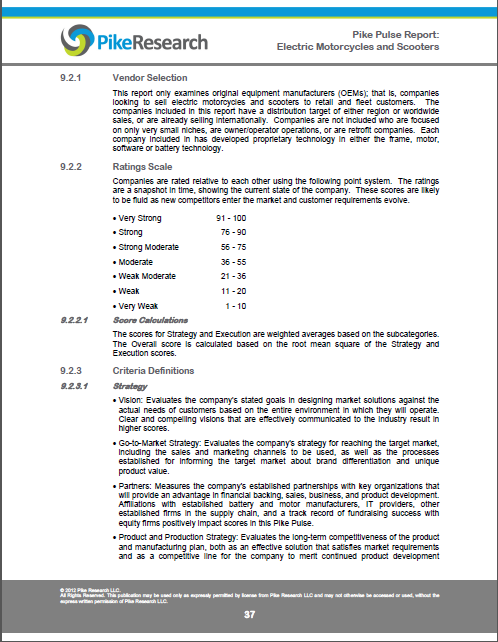 PikeResearch
Pike Pulse Report:
Electric Motorcycles and Scooters
9.2.1 Vendor Selection
This report only examines original equipment manufacturers (OEMs); that is, companies
looking to sell electric motorcycles and scooters to retail and fleet customers. The
companies included in this report have a distribution target of either region or worldwide
sales, or are already selling internationally. Companies are not included who are focused
on only very small niches, are owner/operator operations, or are retrofit companies. Each
company included in has developed proprietary technology in either the frame, motor,
software or battery technology.
9.2.2 Ratings Scale
Companies are rated relative to each other using the following point system. The ratings
are a snapshot in time, showing the current state of the company. These scores are likely
to be fluid as new competitors enter the market and customer requirements evolve.
• Very Strong 91 - 100
• Strong 76 - 90
• Strong Moderate 56 - 75
• Moderate 36 - 55
• Weak Moderate 21 - 36
• Weak 11 - 20
• Very Weak 1 - 10
9.2.2.1 Score Calculations
The scores for Strategy and Execution are weighted averages based on the subcategories.
The Overall score is calculated based on the root mean square of the Strategy and
Execution scores.
9.2.3 Criteria Definitions
9.2.3.1 Strategy
• Vision: Evaluates the company's stated goals in designing market solutions against the
actual needs of customers based on the entire environment in which they will operate.
Clear and compelling visions that are effectively communicated to the industry result in
higher scores.
• Go-to-Market Strategy: Evaluates the company's strategy for reaching the target market,
including the sales and marketing channels to be used, as well as the processes
established for informing the target market about brand differentiation and unique
product value.
• Partners: Measures the company's established partnerships with key organizations that
will provide an advantage in financial backing, sales, business, and product development.
Affiliations with established battery and motor manufacturers, IT providers, other
established firms in the supply chain, and a track record of fundraising success with
equity firms positively impact scores in this Pike Pulse.
• Product and Production Strategy: Evaluates the long-term competitiveness of the product
and manufacturing plan, both as an effective solution that satisfies market requirements
and as a competitive line for the company to merit continued product development
© 2012 Pike Research LLC.
All Rights Reserved. This publication may be used only as expressly permitted by license from Pike Research LLC and may not otherwise be accessed or used, without the
express written permission of Pike Research LLC.
37